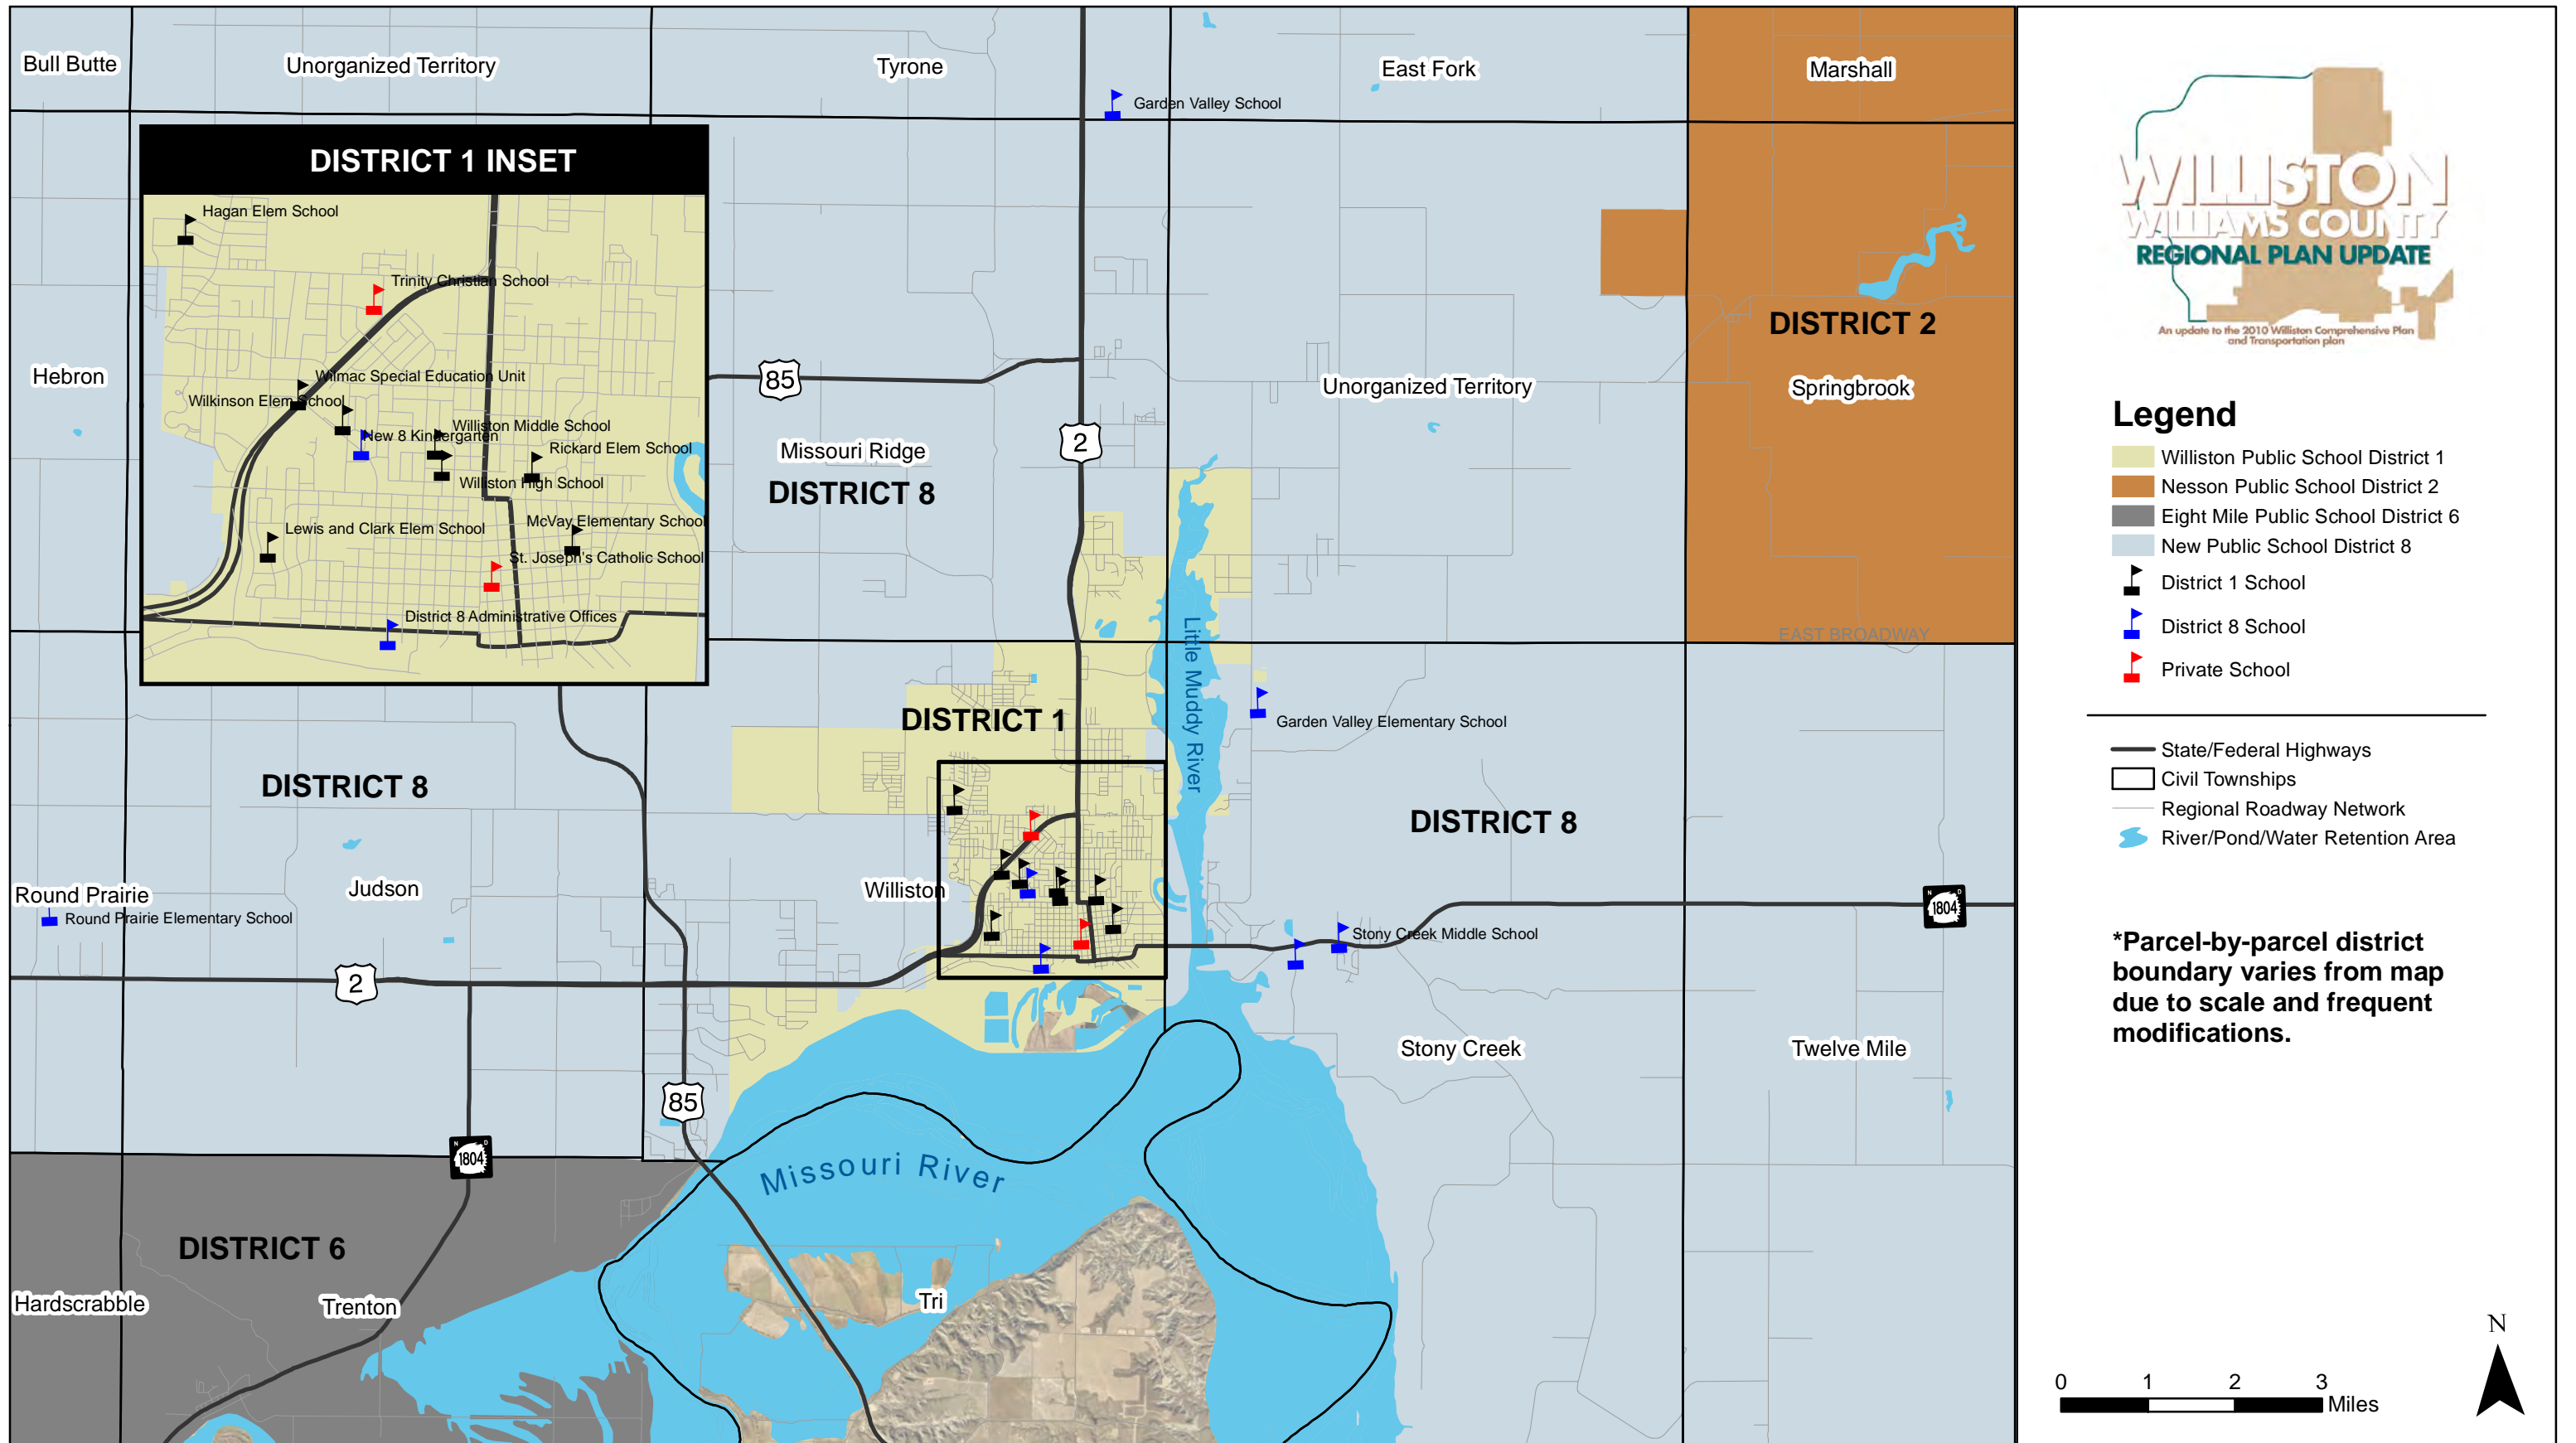 Bull Butte
Unorganized Territory
Tyrone
East Fork
Marshall
Garden Valley School
DISTRICT 1 INSET
Hagan Elem School
Trinity Christian School
Wilmac Special Education Unit
Wilkinson Elem School
New 8 Kindergarten
Williston Middle School
Rickard Elem School
Williston High School
Lewis and Clark Elem School
McVay Elementary School
St. Joseph's Catholic School
District 8 Administrative Offices
Hebron
85
2
Missouri Ridge
DISTRICT 8
Unorganized Territory
DISTRICT 2
Springbrook
EAST BROADWAY
Little Muddy River
DISTRICT 1
Garden Valley Elementary School
DISTRICT 8
DISTRICT 8
Round Prairie
Round Prairie Elementary School
Judson
Williston
Stony Creek Middle School
N D
1804
2
Stony Creek
Twelve Mile
85
N D
1804
Missouri River
DISTRICT 6
Hardscrabble
Trenton
Tri
WILLISTON
WILLIAMS COUNTY
REGIONAL PLAN UPDATE
An update to the 2010 Williston Comprehensive Plan
and Transportation plan
Legend
Williston Public School District 1
Nesson Public School District 2
Eight Mile Public School District 6
New Public School District 8
District 1 School
District 8 School
Private School
State/Federal Highways
Civil Townships
Regional Roadway Network
River/Pond/Water Retention Area
*Parcel-by-parcel district
boundary varies from map
due to scale and frequent
modifications.
N
0 1 2 3
Miles